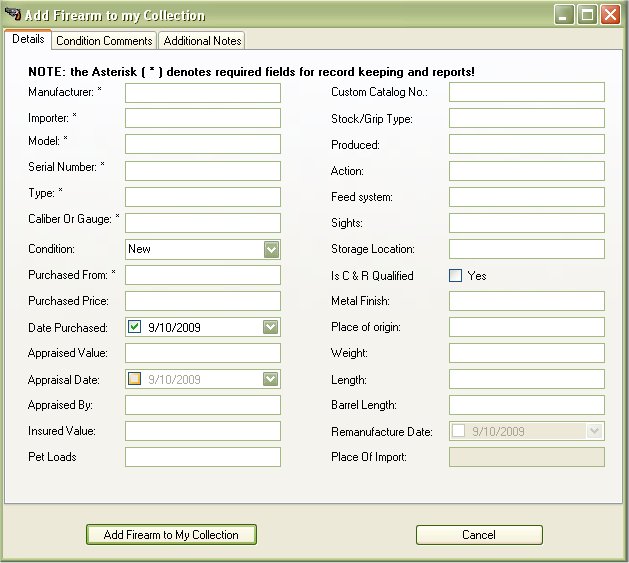 Add Firearm to my Collection
Details Condition Comments Additional Notes
NOTE: the Asterisk ( * ) denotes required fields for record keeping and reports!
Manufacturer: *
Importer: *
Model: *
Serial Number: *
Type: *
Caliber Or Gauge: *
Condition: New
Purchased From: *
Purchased Price:
Date Purchased: 9/10/2009
Appraised Value:
Appraisal Date: 9/10/2009
Appraised By:
Insured Value:
Pet Loads
Custom Catalog No.:
Stock/Grip Type:
Produced:
Action:
Feed system:
Sights:
Storage Location:
Is C & R Qualified Yes
Metal Finish:
Place of origin:
Weight:
Length:
Barrel Length:
Remanufacture Date: 9/10/2009
Place Of Import:
Add Firearm to My Collection Cancel